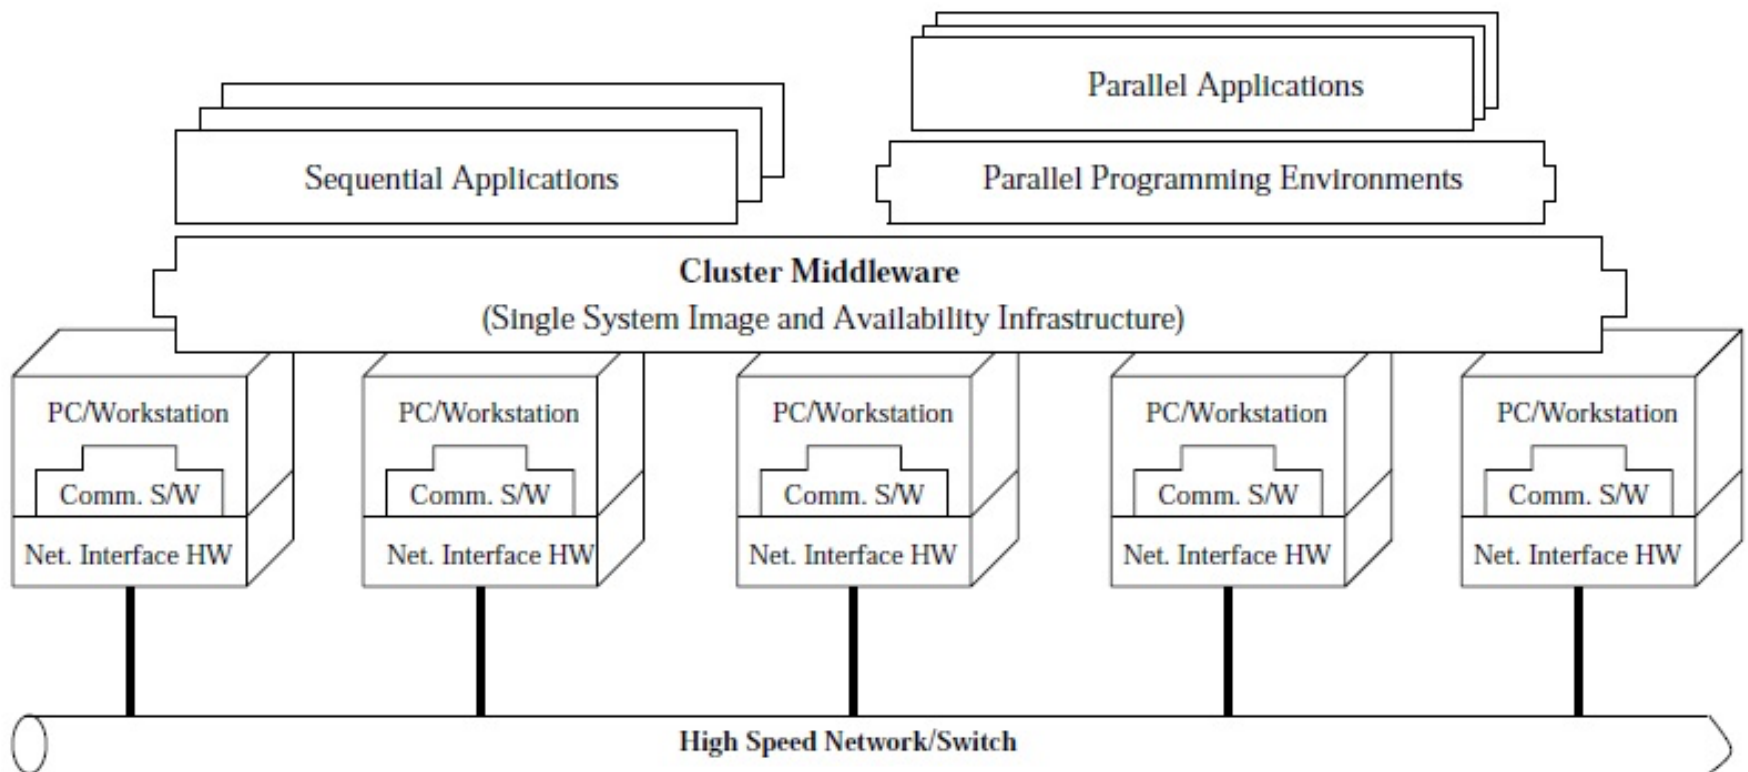 Parallel Applications
Sequential Applications
Parallel Programming Environments
Cluster Middleware
(Single System Image and Availability Infrastructure)
PC/Workstation
PC/Workstation
PC/Workstation
PC/Workstation
PC/Workstation
Comm. S/W
Comm. S/W
Comm. S/W
Comm. S/W
Comm. S/W
Net. Interface HW
Net. Interface HW
Net. Interface HW
Net. Interface HW
Net. Interface HW
High Speed Network/Switch